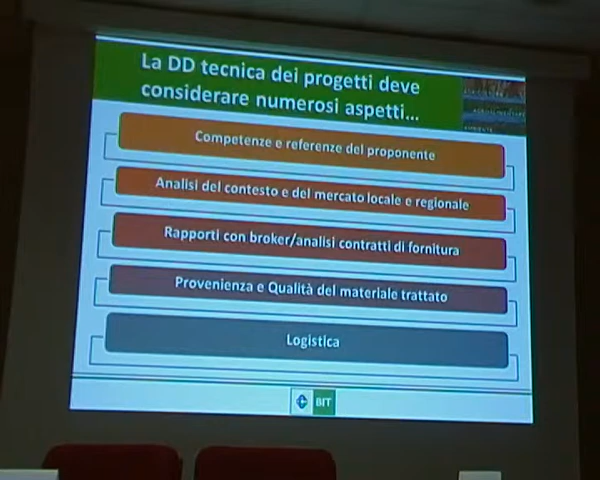 La DD tecnica dei progetti deve
considerare numerosi aspetti...
Competenze e referenze del proponente
Analisi del contesto e del mercato locale e regionale
Rapporti con broker/analisi contratti di fornitura
Provenienza e Qualità del materiale trattato
Logistica
BIT